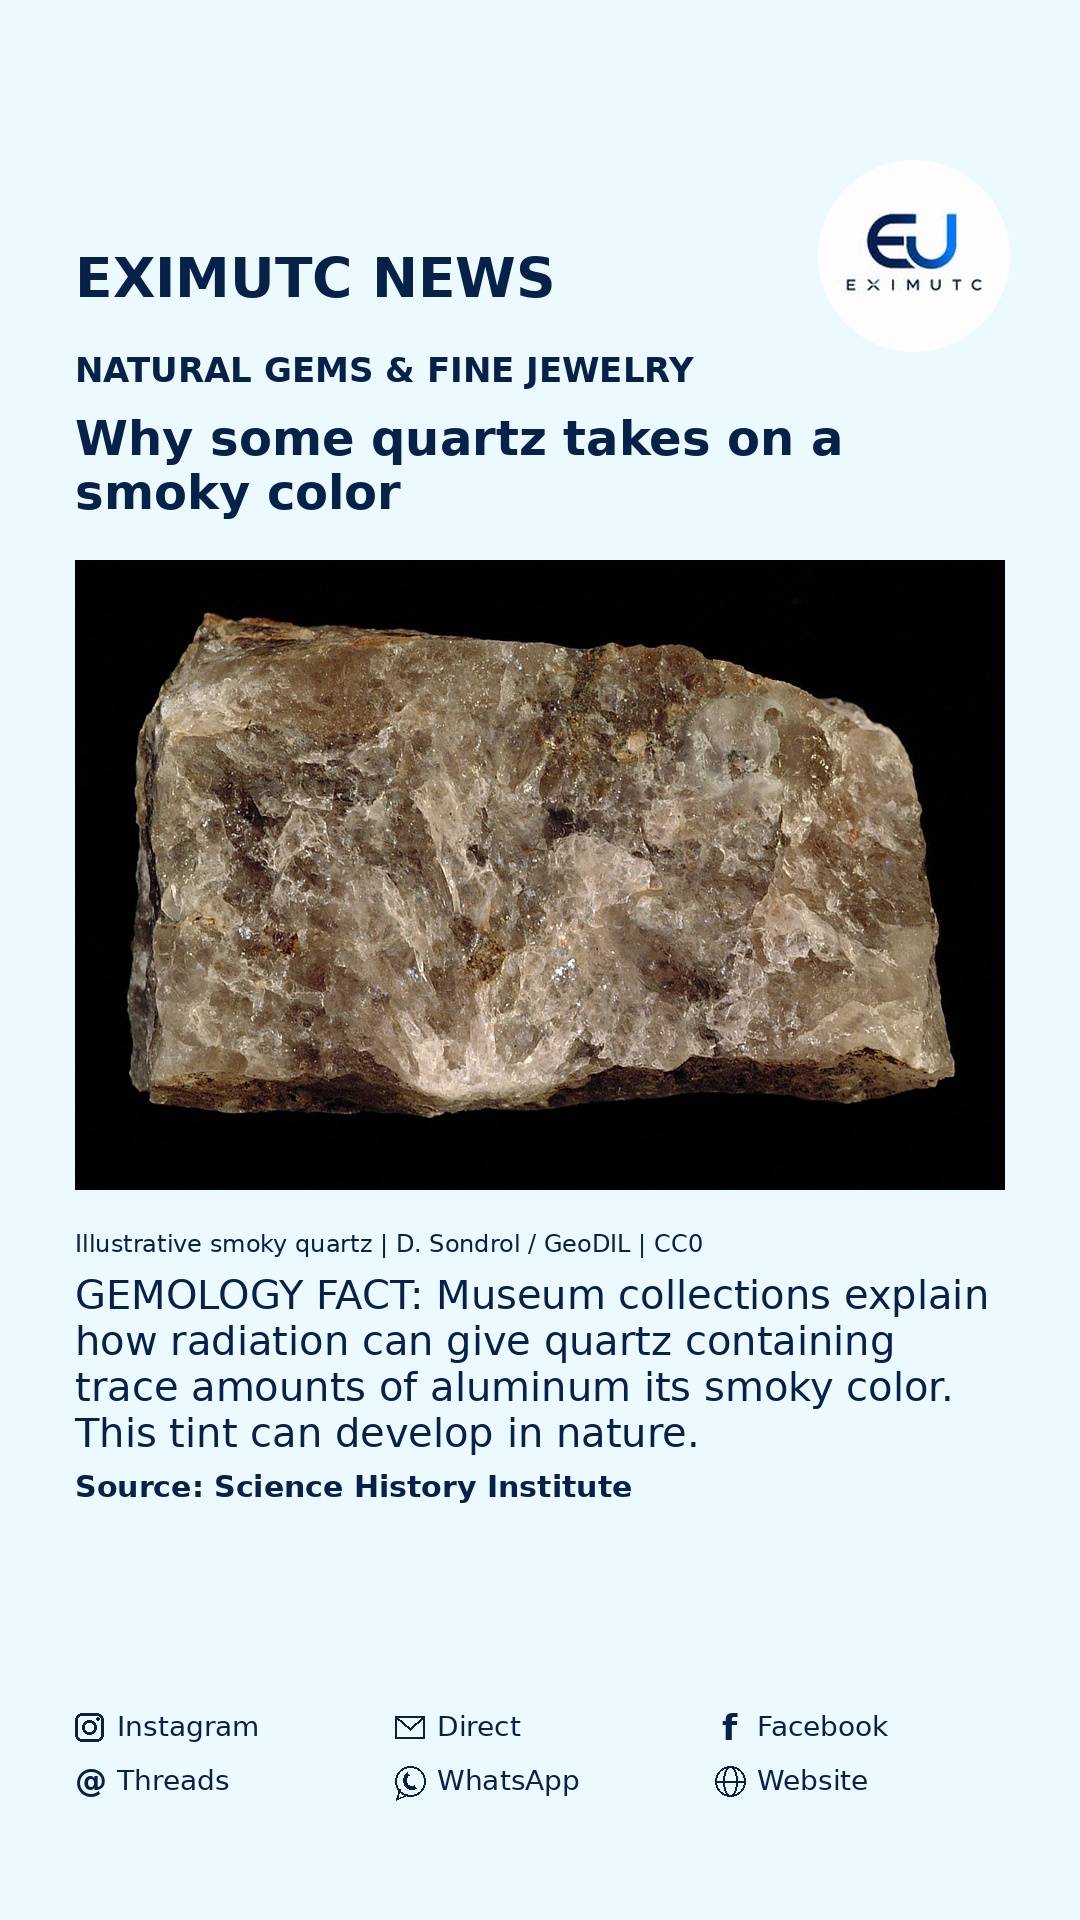 EXIMUTC NEWS
EU
EXIMUTC
NATURAL GEMS & FINE JEWELRY
Why some quartz takes on a
smoky color
Illustrative smoky quartz | D. Sondrol / GeoDIL | CC0
GEMOLOGY FACT: Museum collections explain
how radiation can give quartz containing
trace amounts of aluminum its smoky color.
This tint can develop in nature.
Source: Science History Institute
Instagram Direct Facebook
Threads WhatsApp Website